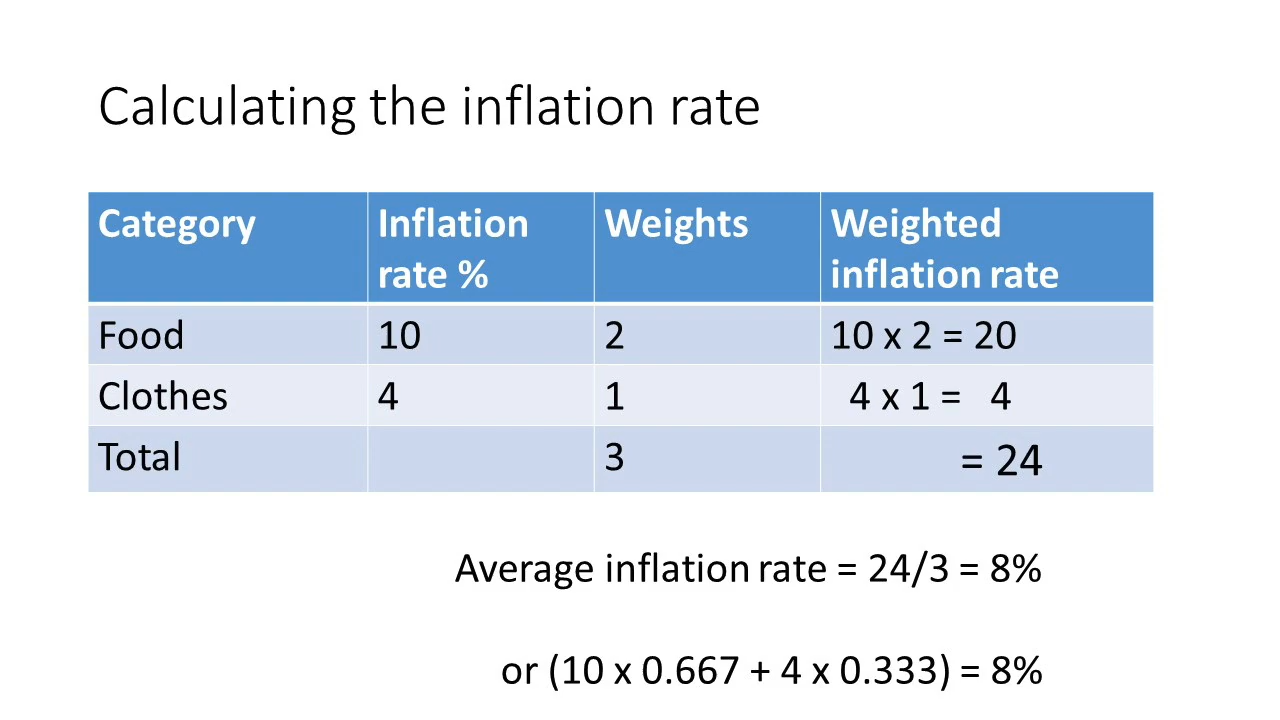 Calculating the inflation rate
Category Inflation rate % Weights Weighted inflation rate
Food 10 2 10 x 2 = 20
Clothes 4 1 4 x 1 = 4
Total 3 = 24
Average inflation rate = 24/3 = 8%
or (10 x 0.667 + 4 x 0.333) = 8%